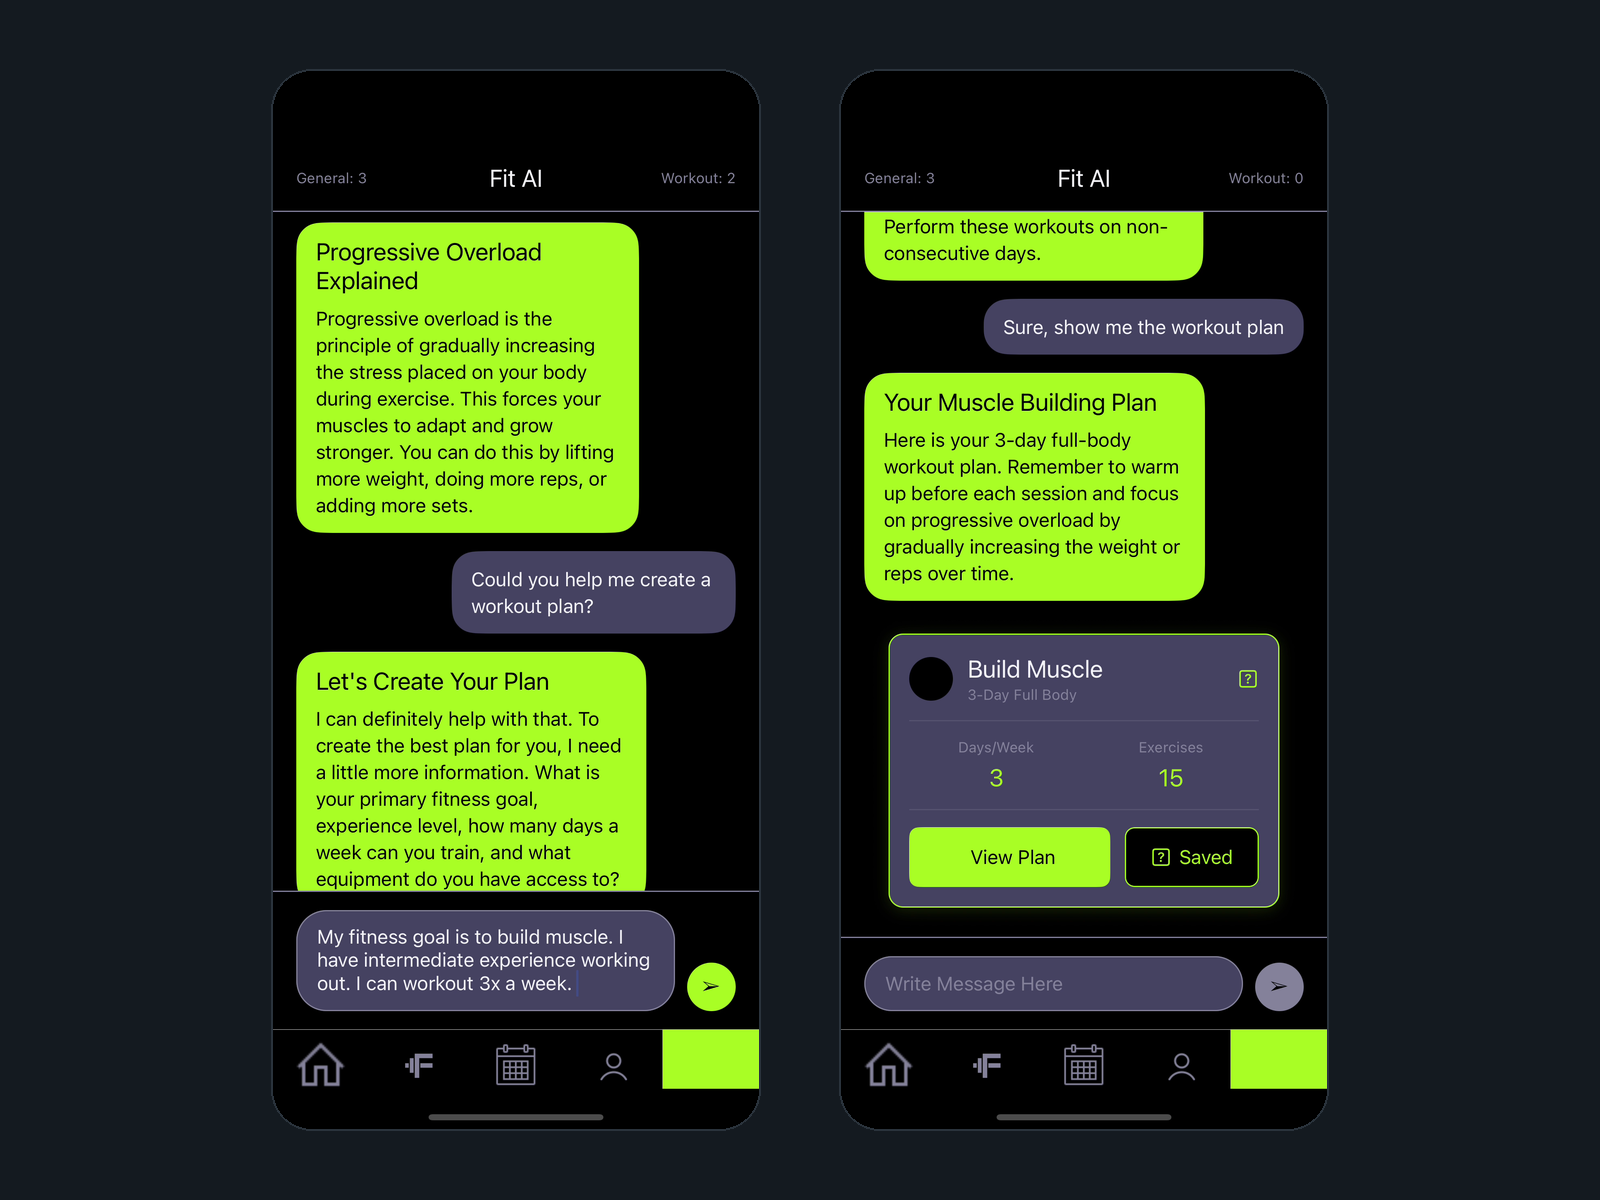 General: 3
Fit AI
Workout: 2
Progressive Overload
Explained
Progressive overload is the
principle of gradually increasing
the stress placed on your body
during exercise. This forces your
muscles to adapt and grow
stronger. You can do this by lifting
more weight, doing more reps, or
adding more sets.
Could you help me create a
workout plan?
Let's Create Your Plan
I can definitely help with that. To
create the best plan for you, I need
a little more information. What is
your primary fitness goal,
experience level, how many days a
week can you train, and what
equipment do you have access to?
My fitness goal is to build muscle. I
have intermediate experience working
out. I can workout 3x a week.
General: 3
Fit AI
Workout: 0
Perform these workouts on non-
consecutive days.
Sure, show me the workout plan
Your Muscle Building Plan
Here is your 3-day full-body
workout plan. Remember to warm
up before each session and focus
on progressive overload by
gradually increasing the weight or
reps over time.
Build Muscle
3-Day Full Body
?
Days/Week
Exercises
3
15
View Plan
? Saved
Write Message Here